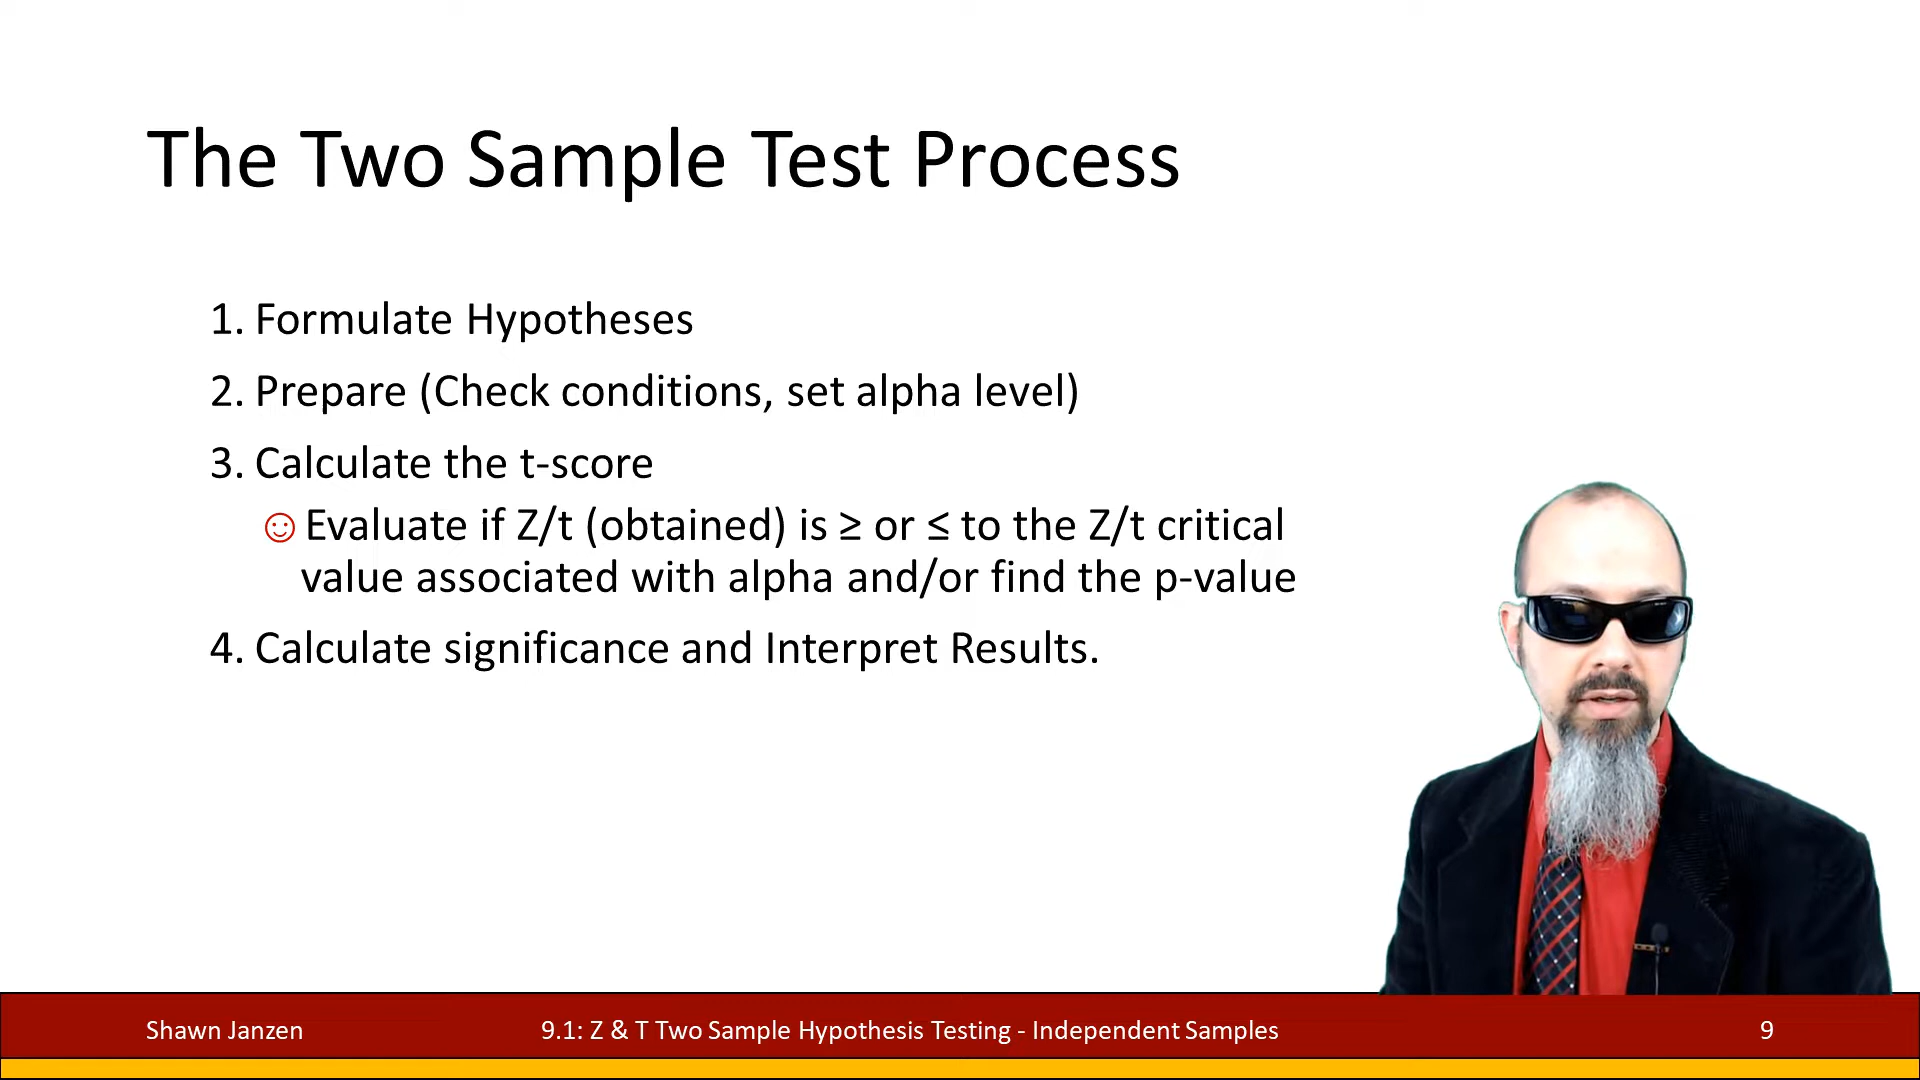 The Two Sample Test Process
1. Formulate Hypotheses
2. Prepare (Check conditions, set alpha level)
3. Calculate the t-score
Evaluate if Z/t (obtained) is ≥ or ≤ to the Z/t critical
value associated with alpha and/or find the p-value
4. Calculate significance and Interpret Results.
Shawn Janzen
9.1: Z & T Two Sample Hypothesis Testing - Independent Samples
9